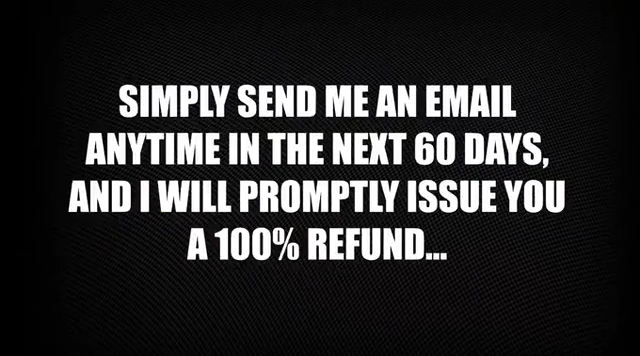 SIMPLY SEND ME AN EMAIL
ANYTIME IN THE NEXT 60 DAYS,
AND I WILL PROMPTLY ISSUE YOU
A 100% REFUND...